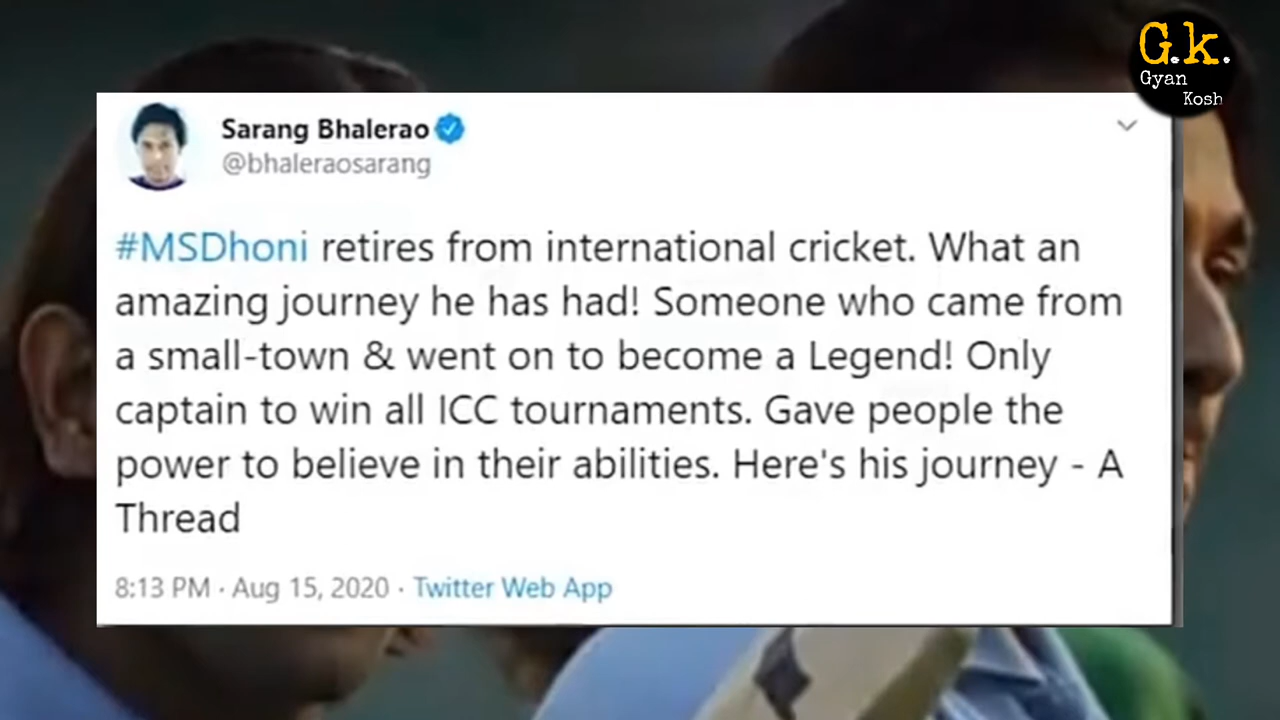 G.k.
Gyan
Kosh
Sarang Bhalerao
@bhaleraosarang
#MSDhoni retires from international cricket. What an
amazing journey he has had! Someone who came from
a small-town & went on to become a Legend! Only
captain to win all ICC tournaments. Gave people the
power to believe in their abilities. Here's his journey - A
Thread
8:13 PM · Aug 15, 2020 · Twitter Web App